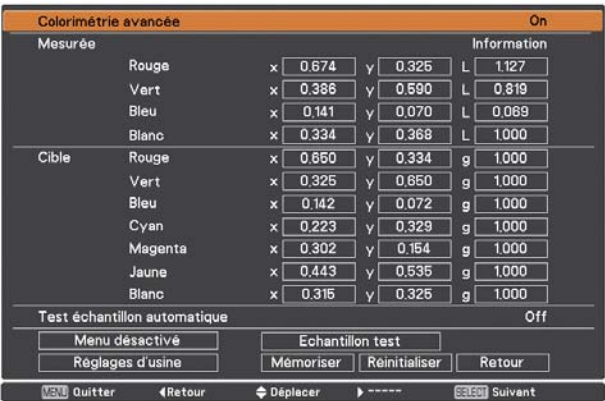 Colorimétrie avancée On
Mesurée Information
Rouge x 0.674 y 0.325 L 1.127
Vert x 0.386 y 0.590 L 0.819
Bleu x 0.141 y 0.070 L 0.069
Blanc x 0.334 y 0.368 L 1.000
Cible Rouge x 0.650 y 0.334 g 1.000
Vert x 0.325 y 0.650 g 1.000
Bleu x 0.142 y 0.072 g 1.000
Cyan x 0.223 y 0.329 g 1.000
Magenta x 0.302 y 0.154 g 1.000
Jaune x 0.443 y 0.535 g 1.000
Blanc x 0.315 y 0.325 g 1.000
Test échantillon automatique Off
Menu désactivé Echantillon test
Réglages d'usine Mémoriser Réinitialiser Retour
MENU Quitter Retour Déplacer ----- SELECT Suivant